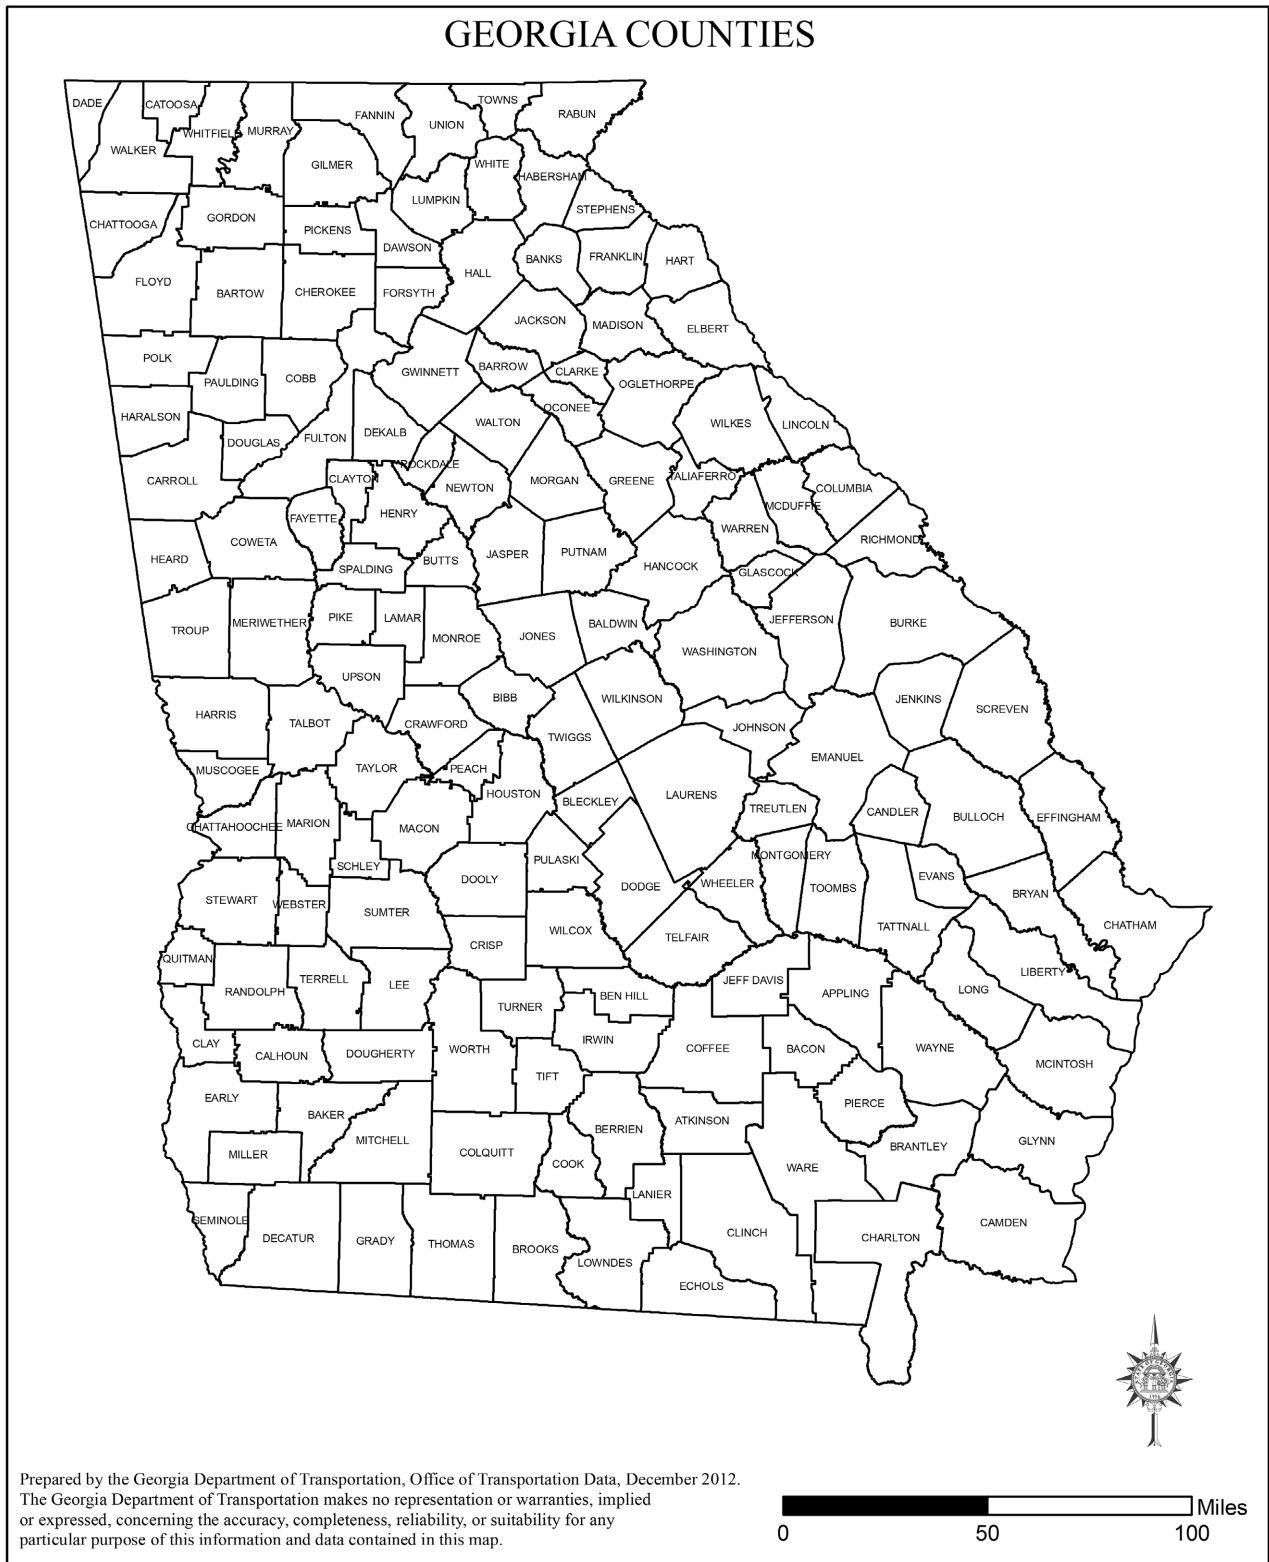 GEORGIA COUNTIES
DADE
CATOOSA
WHITFIELD
MURRAY
FANNIN
TOWNS
UNION
RABUN
WALKER
GILMER
WHITE
HABERSHAM
LUMPKIN
STEPHENS
CHATTOOGA
GORDON
PICKENS
DAWSON
HALL
BANKS
FRANKLIN
HART
FLOYD
BARTOW
CHEROKEE
FORSYTH
JACKSON
MADISON
ELBERT
POLK
PAULDING
COBB
GWINNETT
BARROW
CLARKE
OGLETHORPE
HARALSON
DOUGLAS
FULTON
DEKALB
WALTON
OCONEE
WILKES
LINCOLN
CARROLL
CLAYTON
ROCKDALE
NEWTON
MORGAN
GREENE
TALIAFERRO
COLUMBIA
MCDUFFIE
FAYETTE
HENRY
WARREN
RICHMOND
HEARD
COWETA
SPALDING
BUTTS
JASPER
PUTNAM
HANCOCK
GLASCOCK
TROUP
MERIWETHER
PIKE
LAMAR
MONROE
JONES
BALDWIN
WASHINGTON
JEFFERSON
BURKE
UPSON
BIBB
WILKINSON
JENKINS
SCREVEN
HARRIS
TALBOT
CRAWFORD
TWIGGS
JOHNSON
EMANUEL
MUSCOGEE
TAYLOR
PEACH
HOUSTON
BLECKLEY
LAURENS
TREUTLEN
CANDLER
BULLOCH
EFFINGHAM
CHATTAHOOCHEE
MARION
MACON
SCHLEY
DOOLY
PULASKI
DODGE
WHEELER
MONTGOMERY
TOOMBS
EVANS
BRYAN
STEWART
WEBSTER
SUMTER
CRISP
WILCOX
TELFAIR
TATTNALL
CHATHAM
QUITMAN
RANDOLPH
TERRELL
LEE
TURNER
BEN HILL
JEFF DAVIS
APPLING
LONG
LIBERTY
CLAY
CALHOUN
DOUGHERTY
WORTH
TIFT
IRWIN
COFFEE
BACON
WAYNE
MCINTOSH
EARLY
BAKER
MITCHELL
COLQUITT
COOK
BERRIEN
ATKINSON
PIERCE
BRANTLEY
GLYNN
MILLER
WARE
LANIER
SEMINOLE
DECATUR
GRADY
THOMAS
BROOKS
LOWNDES
CLINCH
ECHOLS
CHARLTON
CAMDEN
Prepared by the Georgia Department of Transportation, Office of Transportation Data, December 2012.
The Georgia Department of Transportation makes no representation or warranties, implied
or expressed, concerning the accuracy, completeness, reliability, or suitability for any
particular purpose of this information and data contained in this map.
Miles
0 50 100